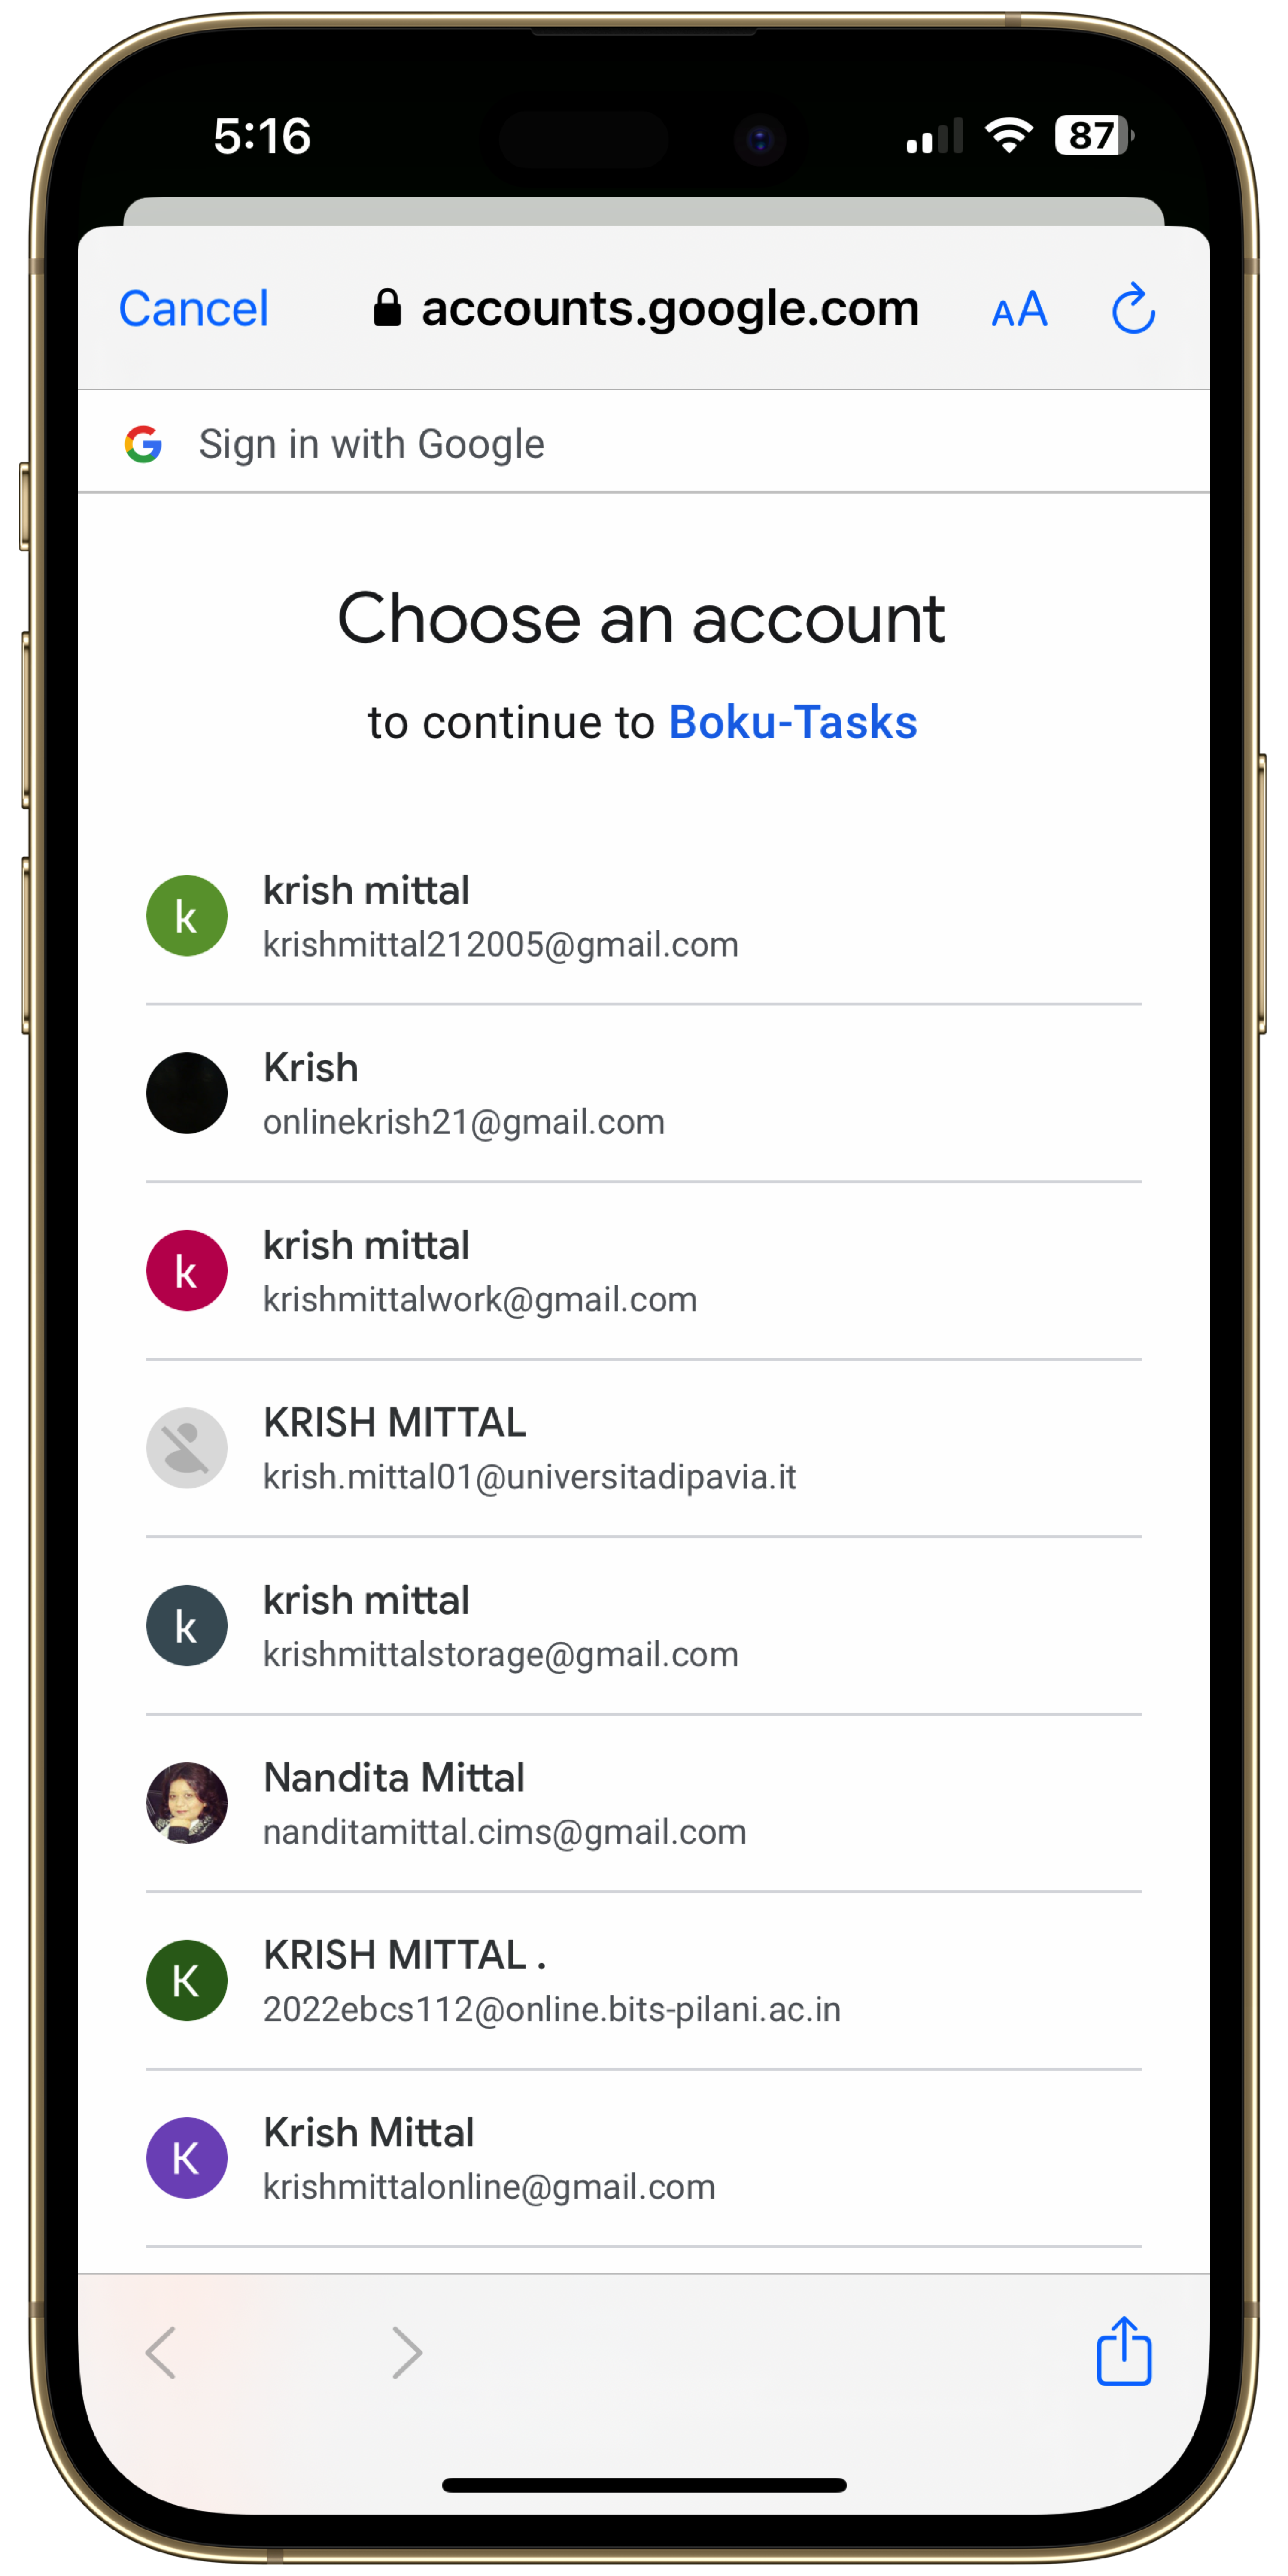 5:16
87
Cancel
accounts.google.com
AA
Sign in with Google
Choose an account
to continue to Boku-Tasks
k
krish mittal
krishmittal212005@gmail.com
Krish
onlinekrish21@gmail.com
k
krish mittal
krishmittalwork@gmail.com
KRISH MITTAL
krish.mittal01@universitadipavia.it
k
krish mittal
krishmittalstorage@gmail.com
Nandita Mittal
nanditamittal.cims@gmail.com
K
KRISH MITTAL .
2022ebcs112@online.bits-pilani.ac.in
K
Krish Mittal
krishmittalonline@gmail.com